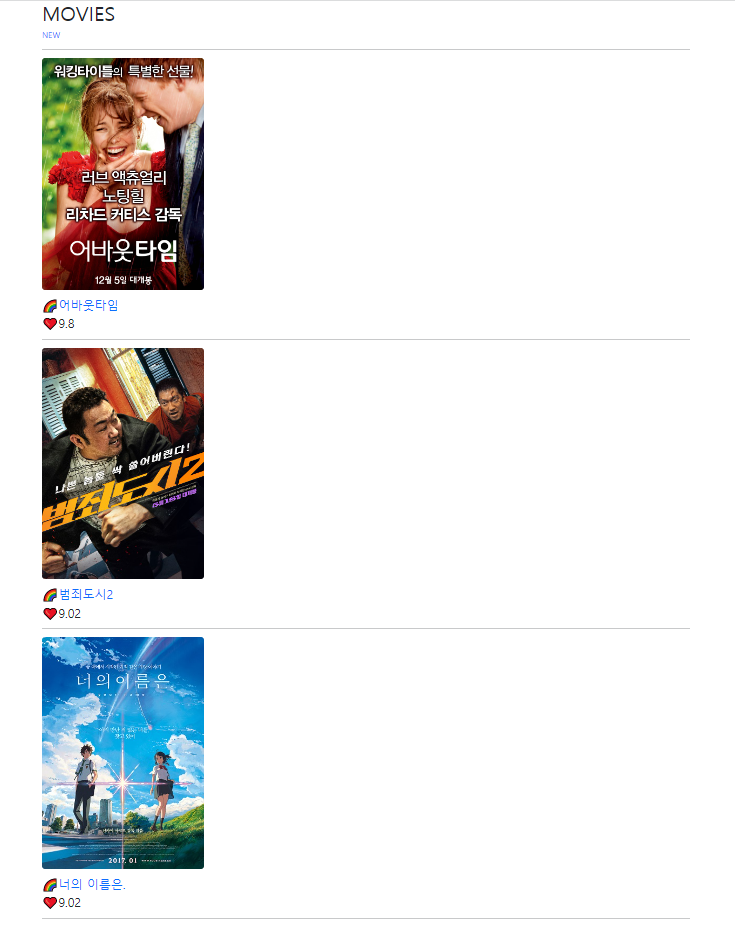 MOVIES
NEW
워킹타이틀의 특별한 선물!
러브 액츄얼리
노팅힐
리차드 커티스 감독
어바웃타임
12월 5일 대개봉
🌈어바웃타임
❤9.8
나쁜 놈들 싹 쓸어버린다!
범죄도시2
🌈범죄도시2
❤9.02
너의 이름은.
2017. 01
🌈너의 이름은.
❤9.02